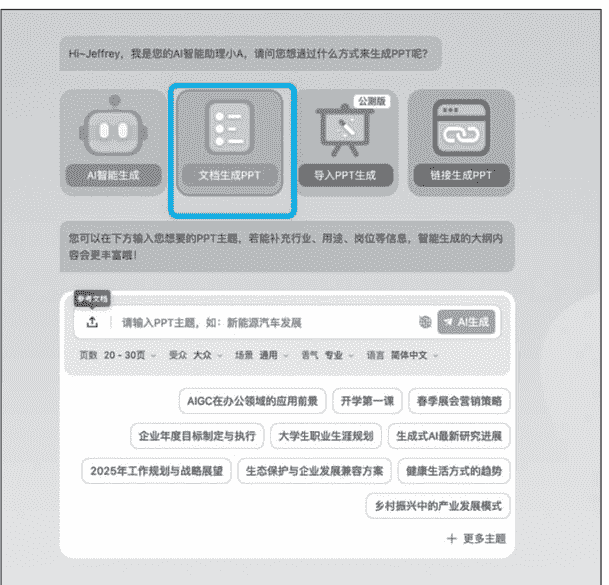 Hi~Jeffrey，我是您的AI智能助理小A，请问您想通过什么方式来生成PPT呢？
公测版
AI智能生成
文档生成PPT
导入PPT生成
链接生成PPT
您可以在下方输入您想要的PPT主题，若能补充行业、用途、岗位等信息，智能生成的大纲内
容会更丰富哦！
参考文档
请输入PPT主题，如：新能源汽车发展
AI生成
页数 20 - 30页 受众 大众 场景 通用 语气 专业 语言 简体中文
AIGC在办公领域的应用前景 开学第一课 春季展会营销策略
企业年度目标制定与执行 大学生职业生涯规划 生成式AI最新研究进展
2025年工作规划与战略展望 生态保护与企业发展兼容方案 健康生活方式的趋势
乡村振兴中的产业发展模式
+ 更多主题